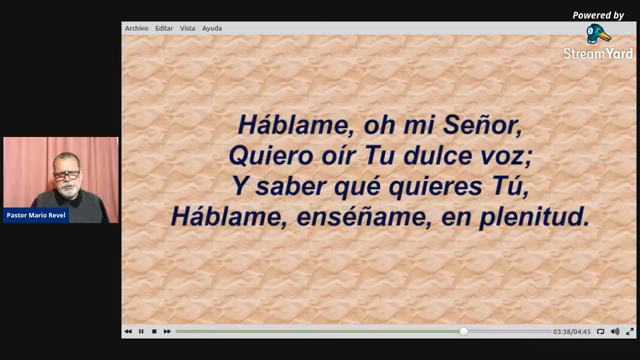 Powered by
StreamYard
Archivo Editar Vista Ayuda
Háblame, oh mi Señor,
Quiero oír Tu dulce voz;
Y saber qué quieres Tú,
Háblame, enséñame, en plenitud.
Pastor Mario Revel
03:38/04:45